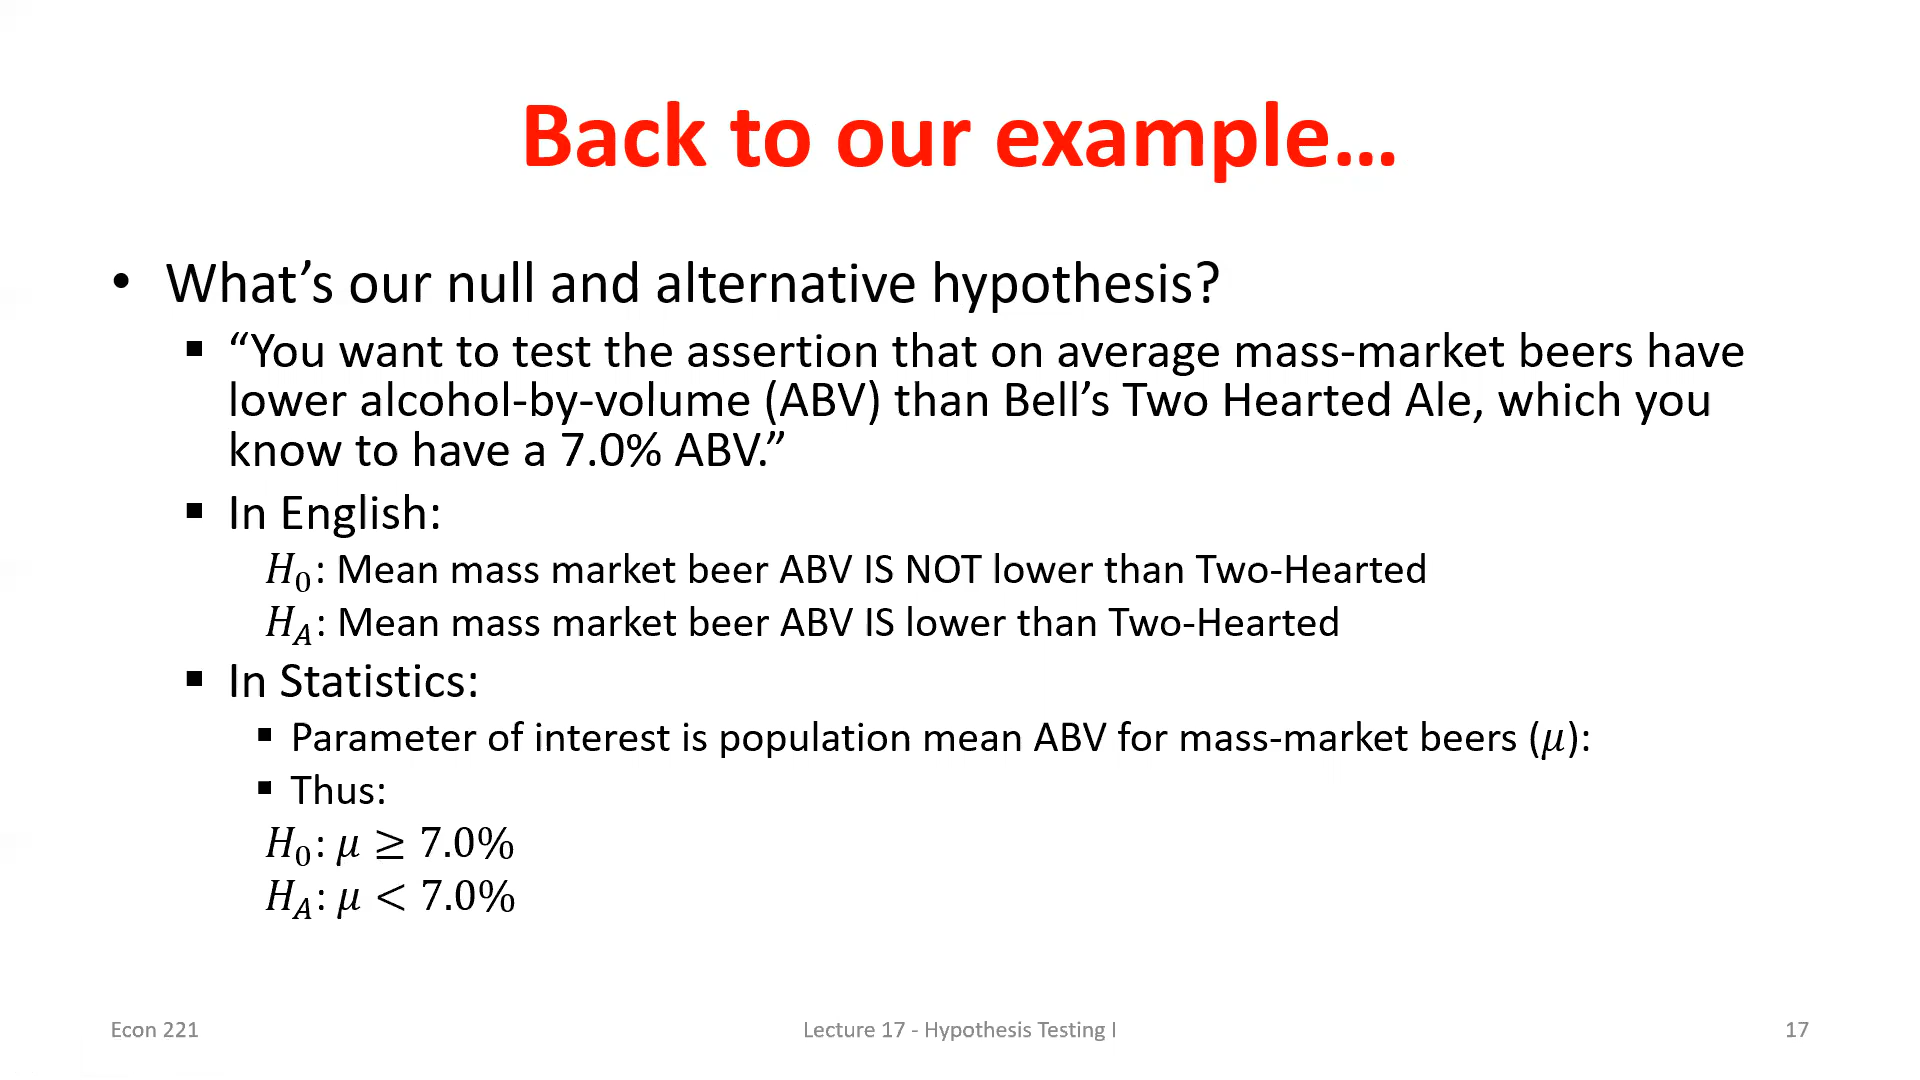 Back to our example…
• What’s our null and alternative hypothesis?
▪ “You want to test the assertion that on average mass-market beers have
lower alcohol-by-volume (ABV) than Bell’s Two Hearted Ale, which you
know to have a 7.0% ABV.”
▪ In English:
H₀: Mean mass market beer ABV IS NOT lower than Two-Hearted
H_A: Mean mass market beer ABV IS lower than Two-Hearted
▪ In Statistics:
▪ Parameter of interest is population mean ABV for mass-market beers (μ):
▪ Thus:
H₀: μ ≥ 7.0%
H_A: μ < 7.0%
Econ 221
Lecture 17 - Hypothesis Testing I
17